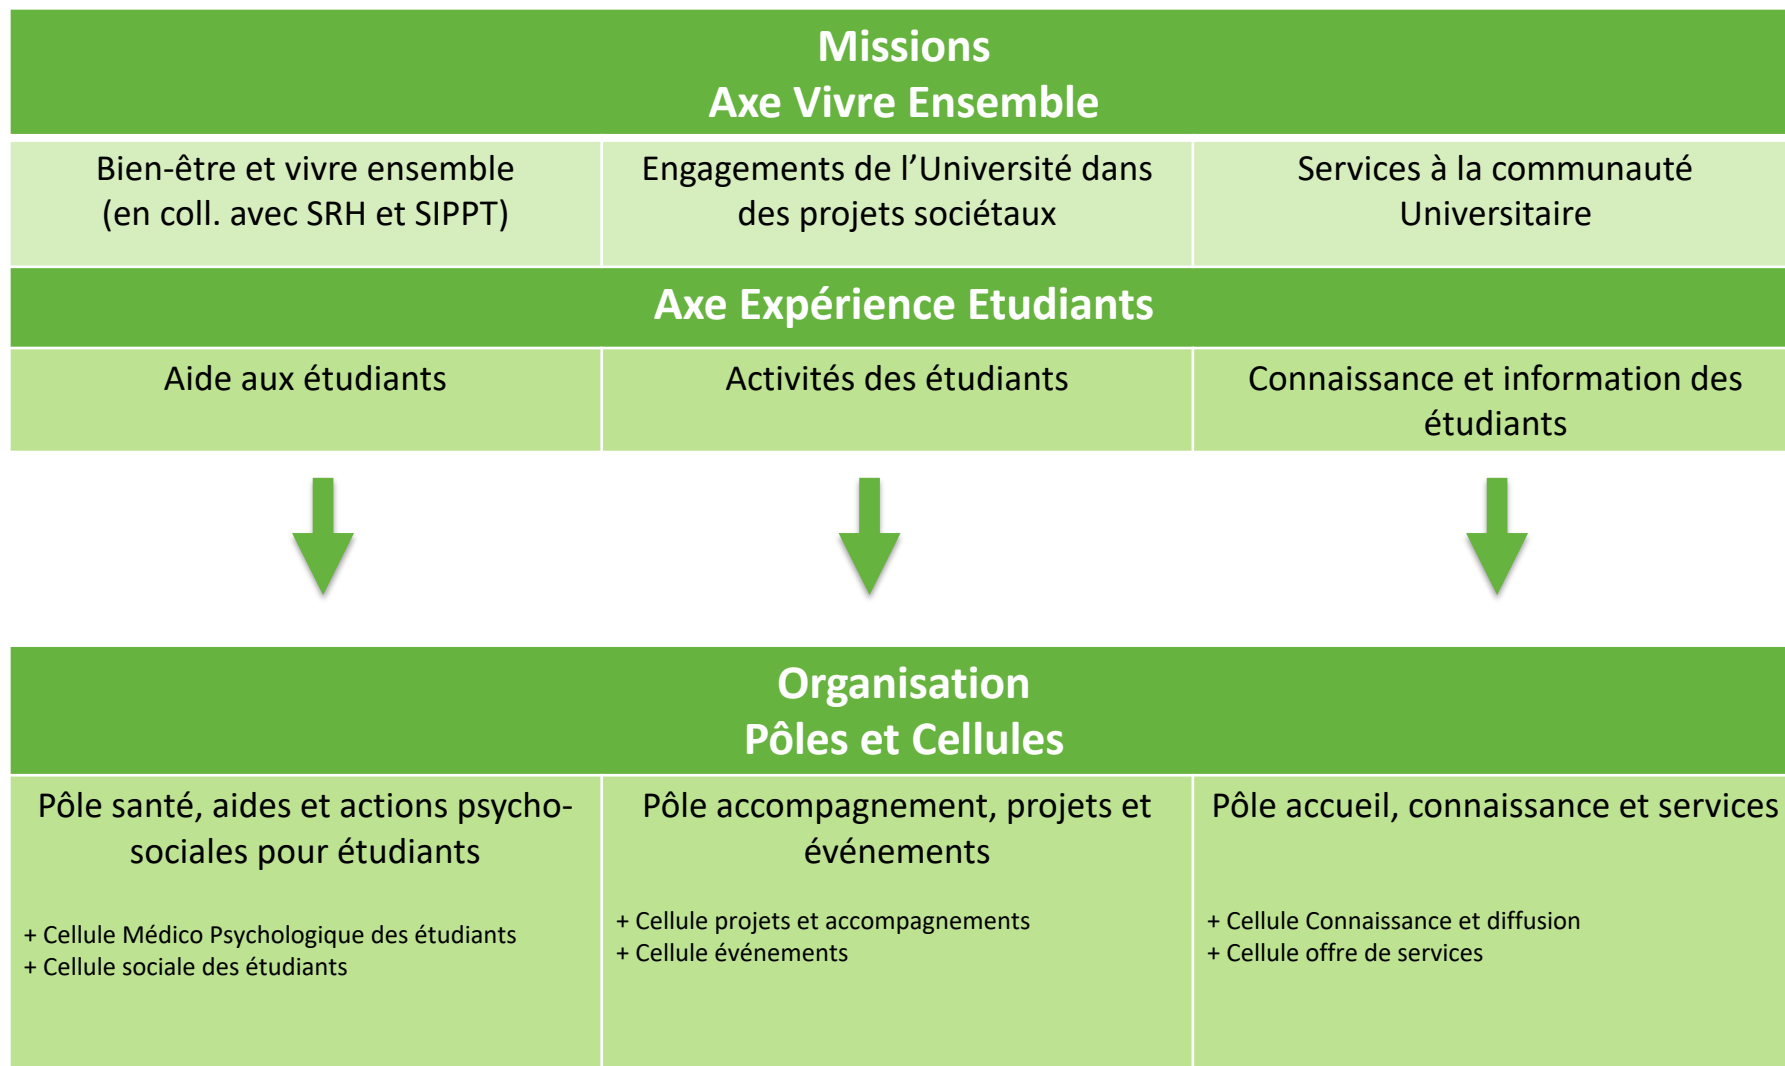 Missions
Axe Vivre Ensemble
Bien-être et vivre ensemble
(en coll. avec SRH et SIPPT)
Engagements de l’Université dans
des projets sociétaux
Services à la communauté
Universitaire
Axe Expérience Etudiants
Aide aux étudiants
Activités des étudiants
Connaissance et information des
étudiants
Organisation
Pôles et Cellules
Pôle santé, aides et actions psycho-
sociales pour étudiants
+ Cellule Médico Psychologique des étudiants
+ Cellule sociale des étudiants
Pôle accompagnement, projets et
événements
+ Cellule projets et accompagnements
+ Cellule événements
Pôle accueil, connaissance et services
+ Cellule Connaissance et diffusion
+ Cellule offre de services